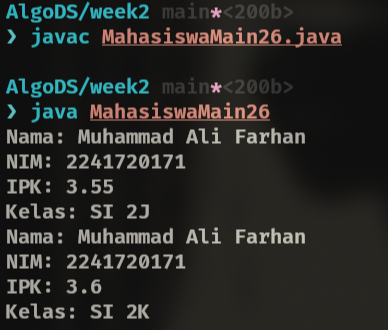 AlgoDS/week2 main*<200b>
❯ javac MahasiswaMain26.java
AlgoDS/week2 main*<200b>
❯ java MahasiswaMain26
Nama: Muhammad Ali Farhan
NIM: 2241720171
IPK: 3.55
Kelas: SI 2J
Nama: Muhammad Ali Farhan
NIM: 2241720171
IPK: 3.6
Kelas: SI 2K